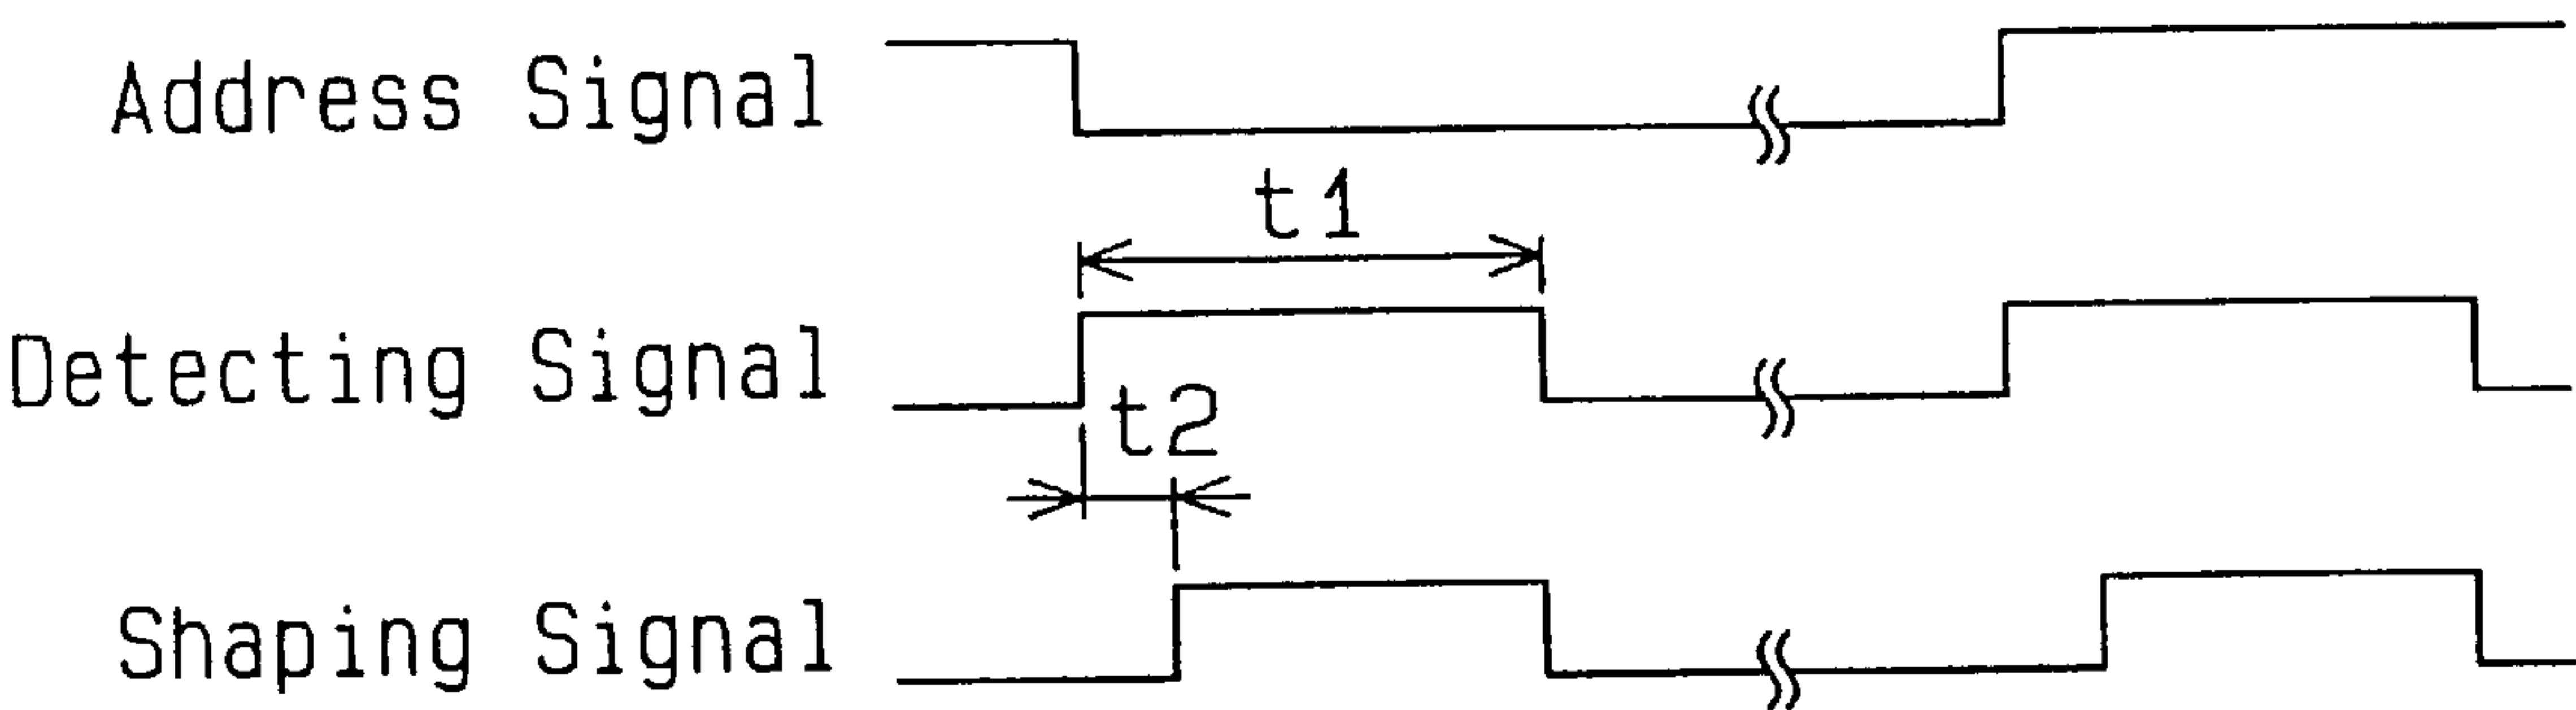 Address Signal
t1
Detecting Signal
t2
Shaping Signal